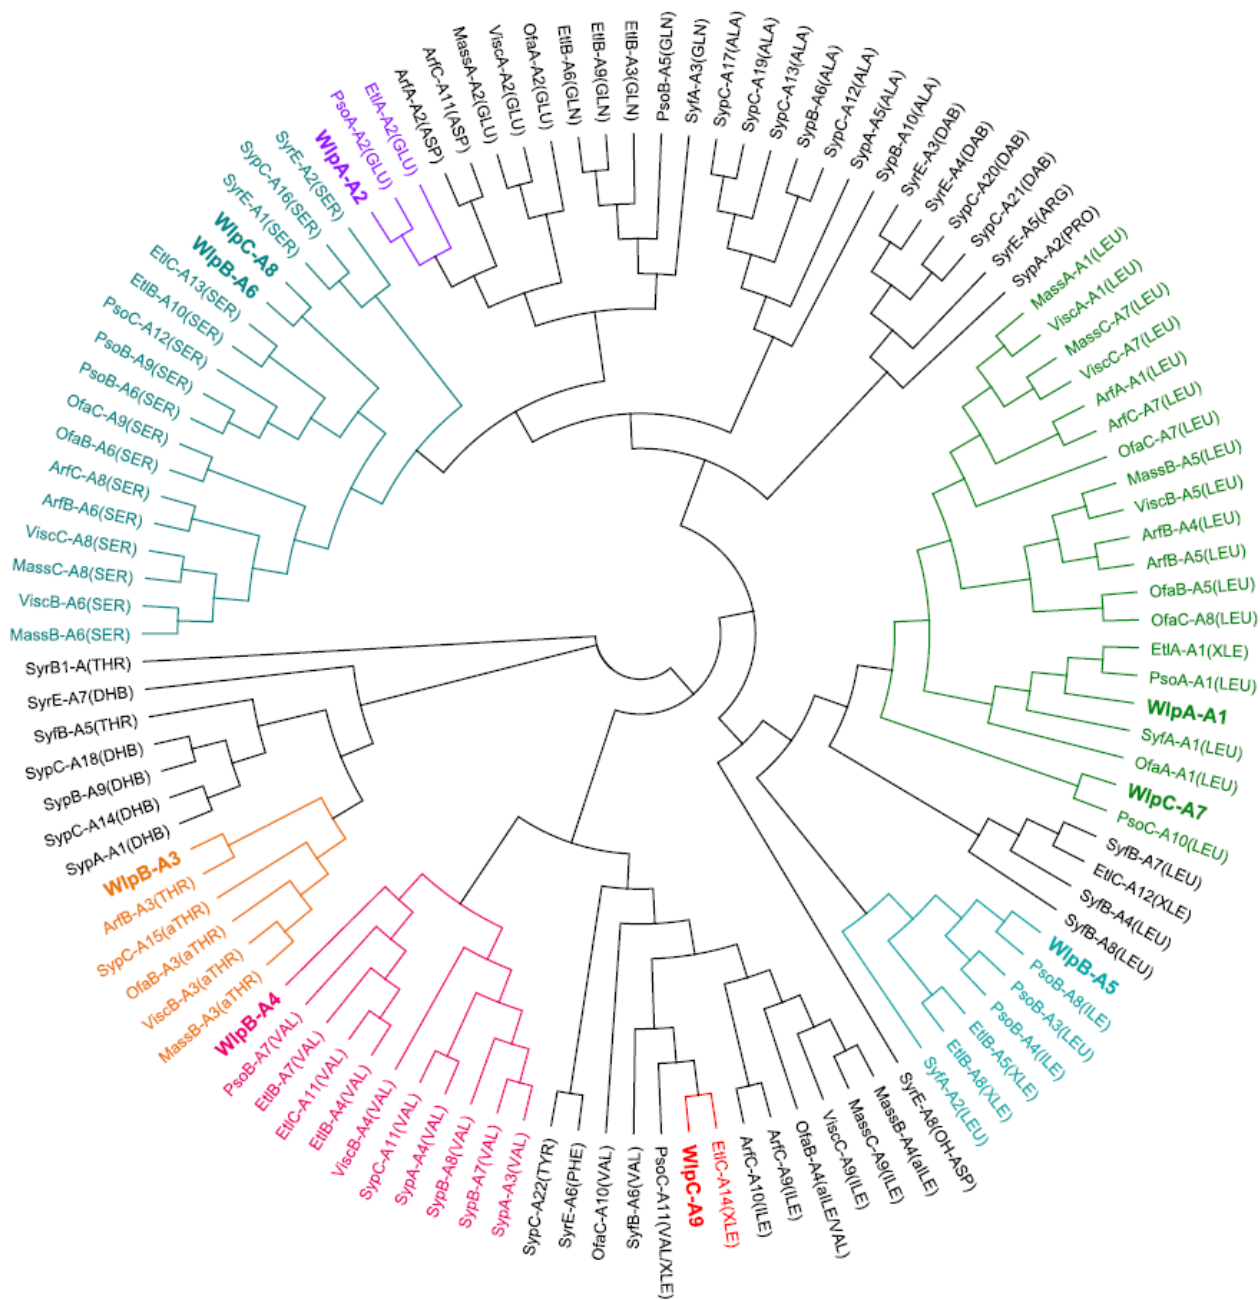 SyrE-A2(SER)
SypC-A16(SER)
SyrE-A1(SER)
WlpC-A8
WlpB-A6
EtlC-A13(SER)
EtlB-A10(SER)
PsoC-A12(SER)
PsoB-A9(SER)
PsoB-A6(SER)
OfaC-A9(SER)
OfaB-A6(SER)
ArfC-A8(SER)
ArfB-A6(SER)
ViscC-A8(SER)
MassC-A8(SER)
ViscB-A6(SER)
MassB-A6(SER)
WlpA-A2
PsoA-A2(GLU)
EtlA-A2(GLU)
ArfA-A2(ASP)
ArfC-A11(ASP)
MassA-A2(GLU)
ViscA-A2(GLU)
OfaA-A2(GLU)
EtlB-A6(GLN)
EtlB-A9(GLN)
EtlB-A3(GLN)
PsoB-A5(GLN)
SyfA-A3(GLN)
SypC-A17(ALA)
SypC-A19(ALA)
SypC-A13(ALA)
SypB-A6(ALA)
SypC-A12(ALA)
SypA-A5(ALA)
SypB-A10(ALA)
SyrE-A3(DAB)
SyrE-A4(DAB)
SypC-A20(DAB)
SypC-A21(DAB)
SyrE-A5(ARG)
SypA-A2(PRO)
MassA-A1(LEU)
ViscA-A1(LEU)
MassC-A7(LEU)
ViscC-A7(LEU)
ArfA-A1(LEU)
ArfC-A7(LEU)
OfaC-A7(LEU)
MassB-A5(LEU)
ViscB-A5(LEU)
ArfB-A4(LEU)
ArfB-A5(LEU)
OfaB-A5(LEU)
OfaC-A8(LEU)
EtlA-A1(XLE)
PsoA-A1(LEU)
WlpA-A1
SyfA-A1(LEU)
OfaA-A1(LEU)
WlpC-A7
PsoC-A10(LEU)
SyfB-A7(LEU)
EtlC-A12(XLE)
SyfB-A4(LEU)
SyfB-A8(LEU)
WlpB-A5
PsoB-A8(ILE)
PsoB-A3(LEU)
PsoB-A4(ILE)
EtlB-A5(XLE)
EtlB-A8(XLE)
SyfA-A2(LEU)
SyrE-A8(OH-ASP)
MassB-A4(aILE)
MassC-A9(ILE)
ViscC-A9(ILE)
OfaB-A4(aILE/VAL)
ArfC-A9(ILE)
ArfC-A10(ILE)
EtlC-A14(XLE)
WlpC-A9
PsoC-A11(VAL/XLE)
SyfB-A6(VAL)
OfaC-A10(VAL)
SyrE-A6(PHE)
SypC-A22(TYR)
SypA-A3(VAL)
SypB-A7(VAL)
SypB-A8(VAL)
SypA-A4(VAL)
SypC-A11(VAL)
ViscB-A4(VAL)
EtlB-A4(VAL)
EtlC-A11(VAL)
EtlB-A7(VAL)
PsoB-A7(VAL)
WlpB-A4
MassB-A3(aTHR)
ViscB-A3(aTHR)
OfaB-A3(aTHR)
SypC-A15(aTHR)
ArfB-A3(THR)
WlpB-A3
SypA-A1(DHB)
SypC-A14(DHB)
SypB-A9(DHB)
SypC-A18(DHB)
SyfB-A5(THR)
SyrE-A7(DHB)
SyrB1-A(THR)